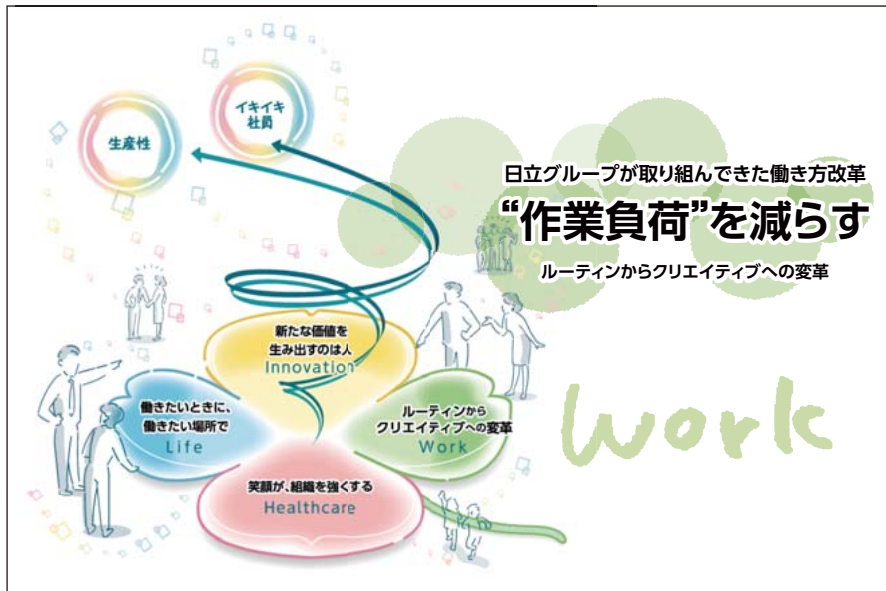 イキイキ
社員
生産性
日立グループが取り組んできた働き方改革
“作業負荷”を減らす
ルーティンからクリエイティブへの変革
新たな価値を
生み出すのは人
Innovation
働きたいときに、
働きたい場所で
Life
ルーティンから
クリエイティブへの変革
Work
笑顔が、組織を強くする
Healthcare
work